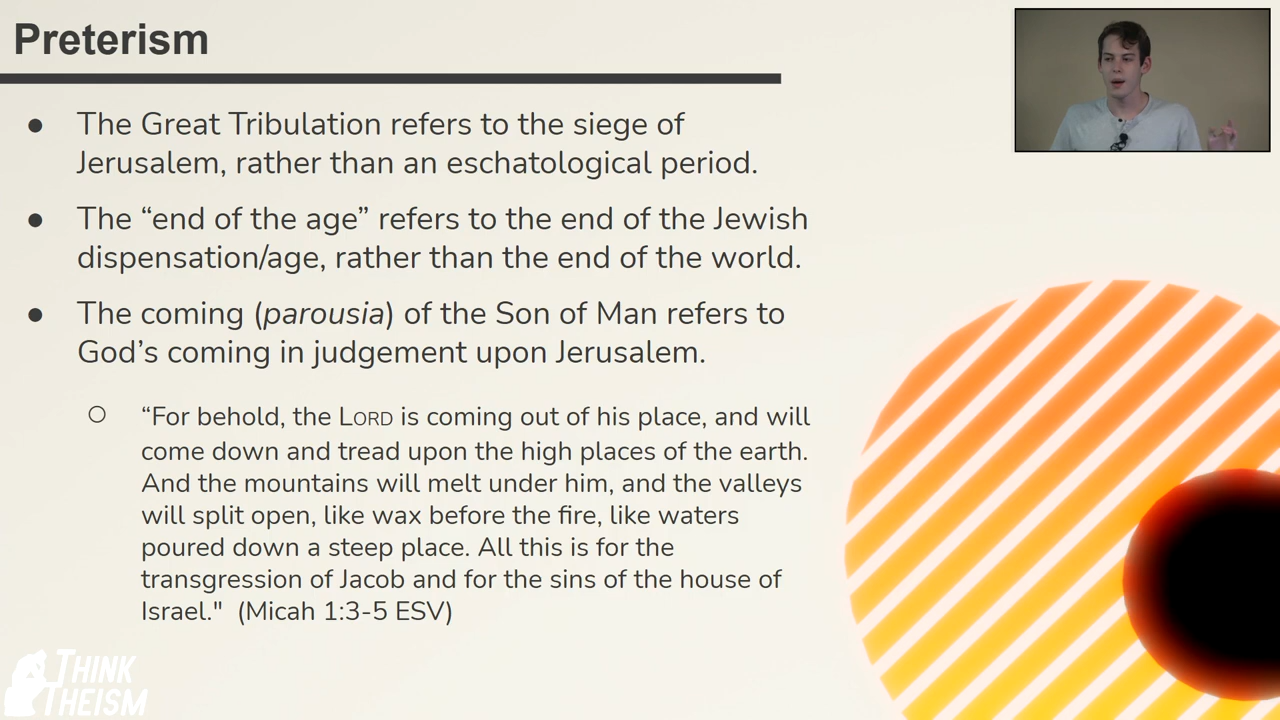 Preterism
● The Great Tribulation refers to the siege of
Jerusalem, rather than an eschatological period.
● The “end of the age” refers to the end of the Jewish
dispensation/age, rather than the end of the world.
● The coming (parousia) of the Son of Man refers to
God’s coming in judgement upon Jerusalem.
○ “For behold, the LORD is coming out of his place, and will
come down and tread upon the high places of the earth.
And the mountains will melt under him, and the valleys
will split open, like wax before the fire, like waters
poured down a steep place. All this is for the
transgression of Jacob and for the sins of the house of
Israel." (Micah 1:3-5 ESV)
THINK
THEISM